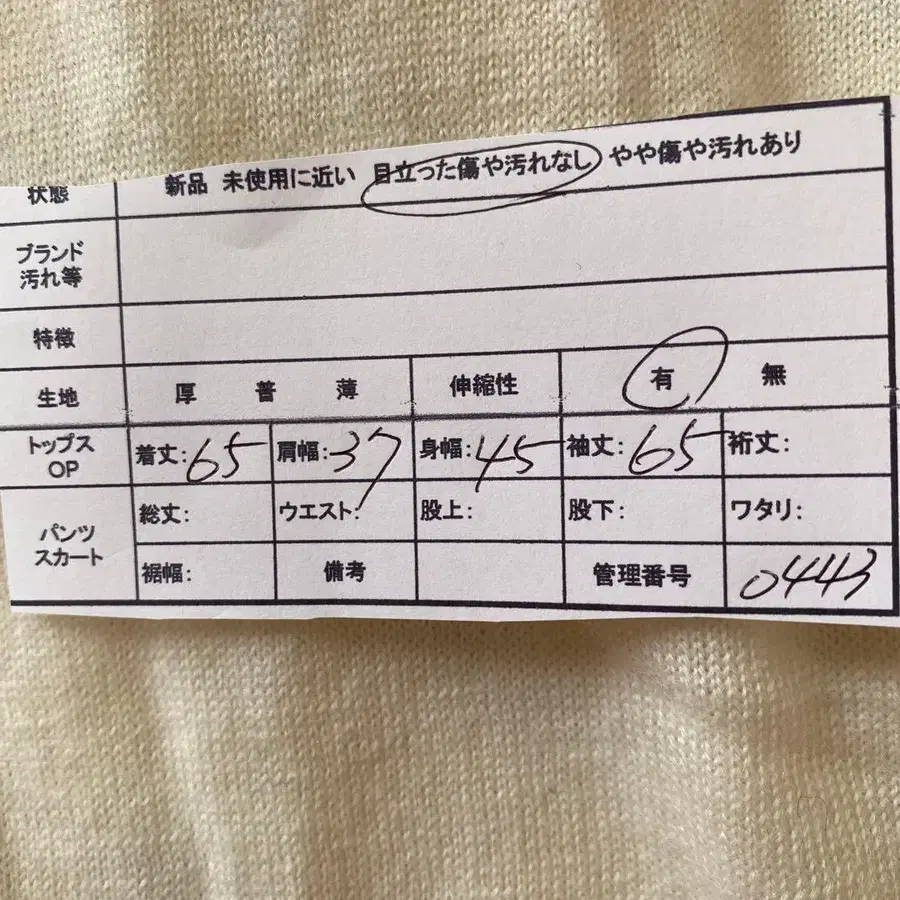 状態 新品 未使用に近い 目立った傷や汚れなし やや傷や汚れあり
ブランド
汚れ等
特徴
生地 厚 普 薄 伸縮性 有 無
トップス
OP
着丈:65 肩幅:37 身幅:45 袖丈:65 裄丈:
パンツ
スカート
総丈: ウエスト: 股上: 股下: ワタリ:
裾幅: 備考 管理番号 0443